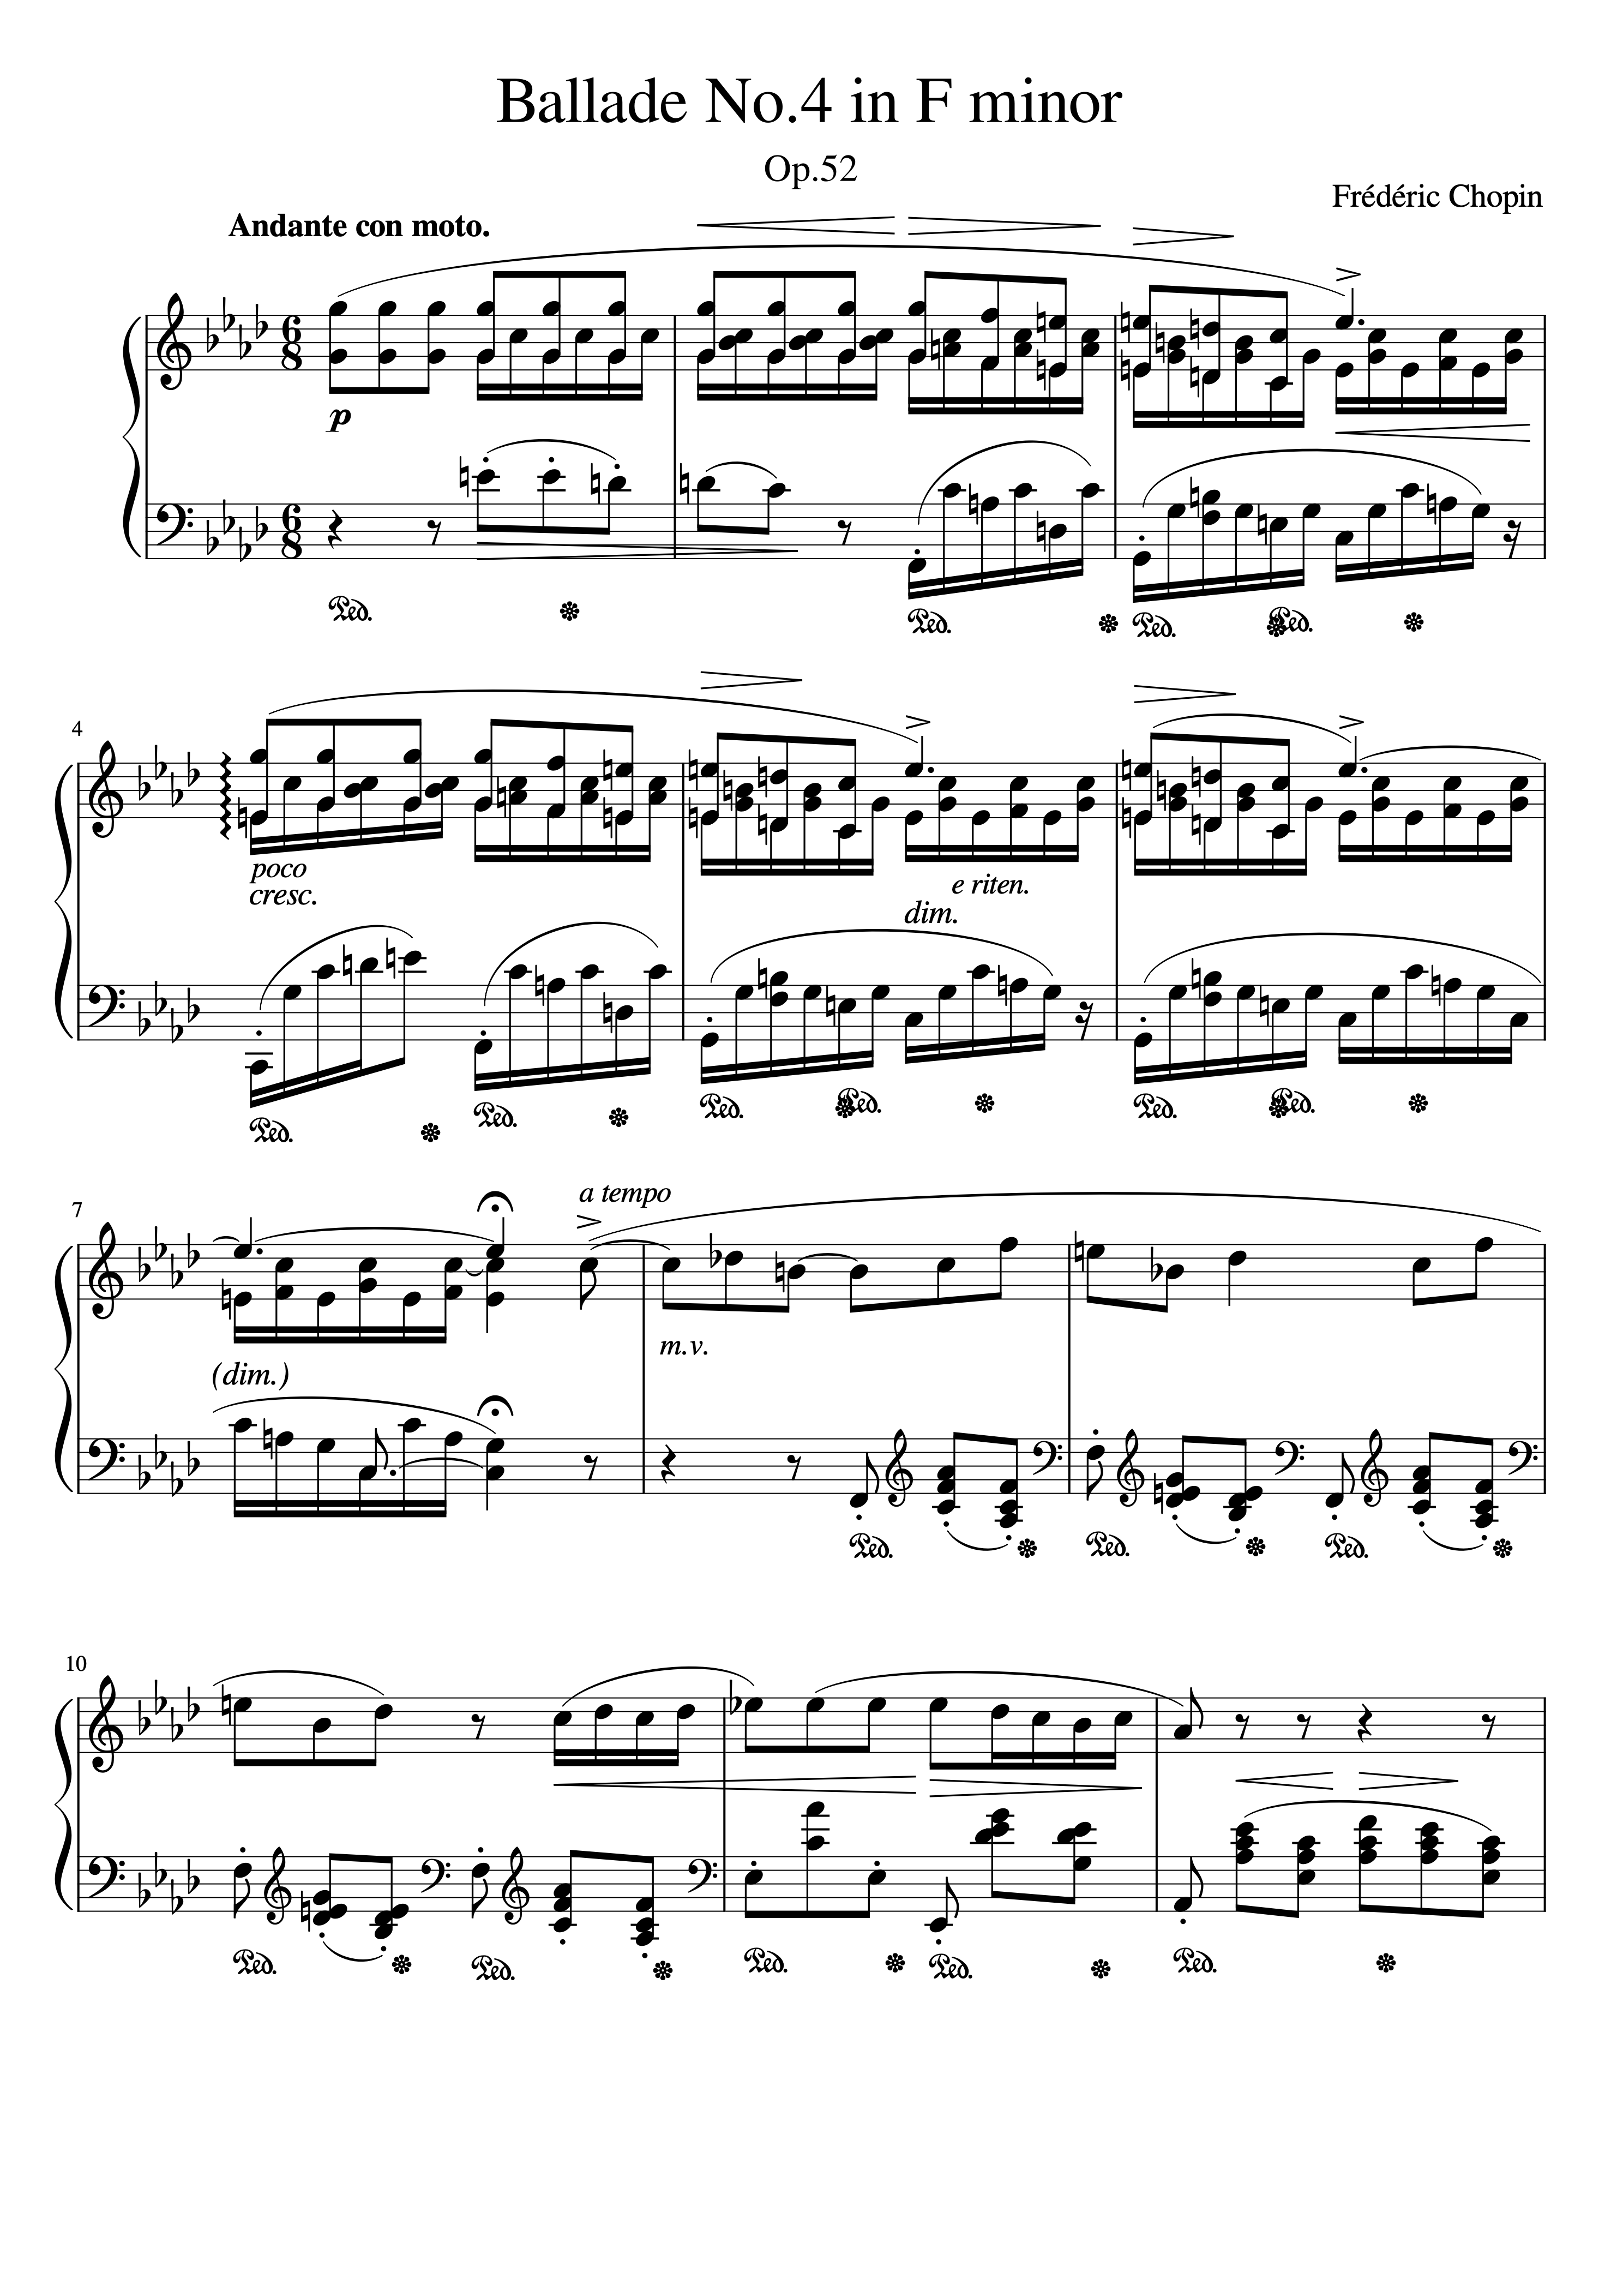 Ballade No.4 in F minor
Op.52
Frédéric Chopin
Andante con moto.
6 8
p
6 8
Ped. Ped. Ped. Ped.
4
poco
cresc.
e riten.
dim.
Ped. Ped. Ped. Ped. Ped. Ped.
7
a tempo
m.v.
(dim.)
Ped. Ped. Ped.
10
Ped. Ped. Ped. Ped. Ped.